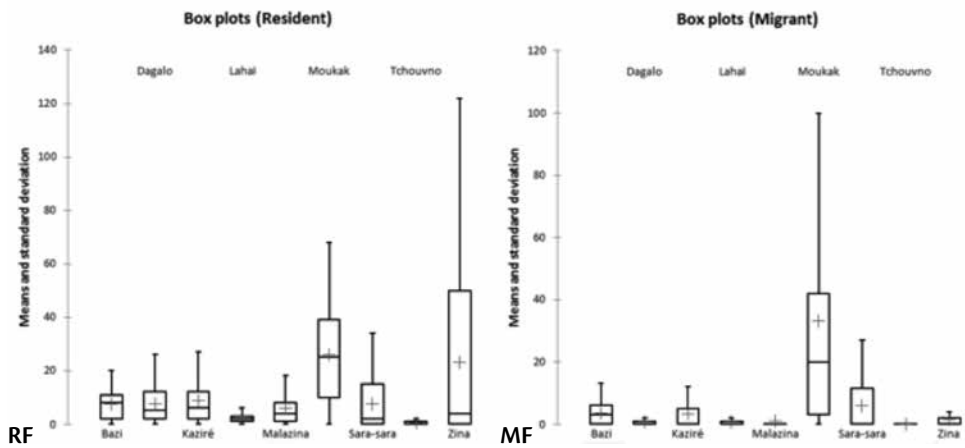 Box plots (Resident)
Means and standard deviation
140
120
100
80
60
40
20
0
Dagalo Lahaï Moukak Tchouvno
Bazi Kaziré Malazina Sara-sara Zina
RF
Box plots (Migrant)
Means and standard deviation
120
100
80
60
40
20
0
Dagalo Lahaï Moukak Tchouvno
Bazi Kaziré Malazina Sara-sara Zina
MF